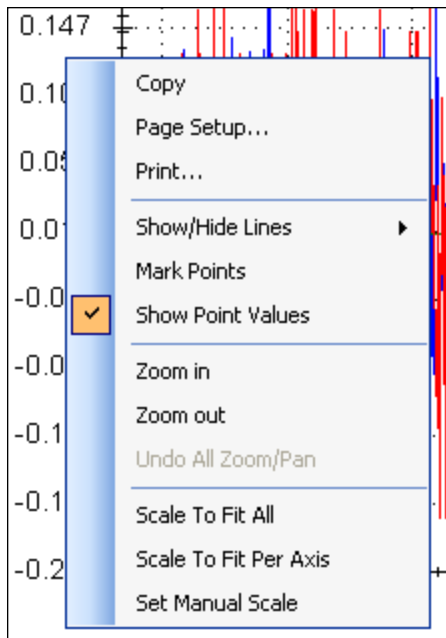 0.147
Copy
Page Setup...
Print...
Show/Hide Lines
Mark Points
Show Point Values
Zoom in
Zoom out
Undo All Zoom/Pan
Scale To Fit All
Scale To Fit Per Axis
Set Manual Scale